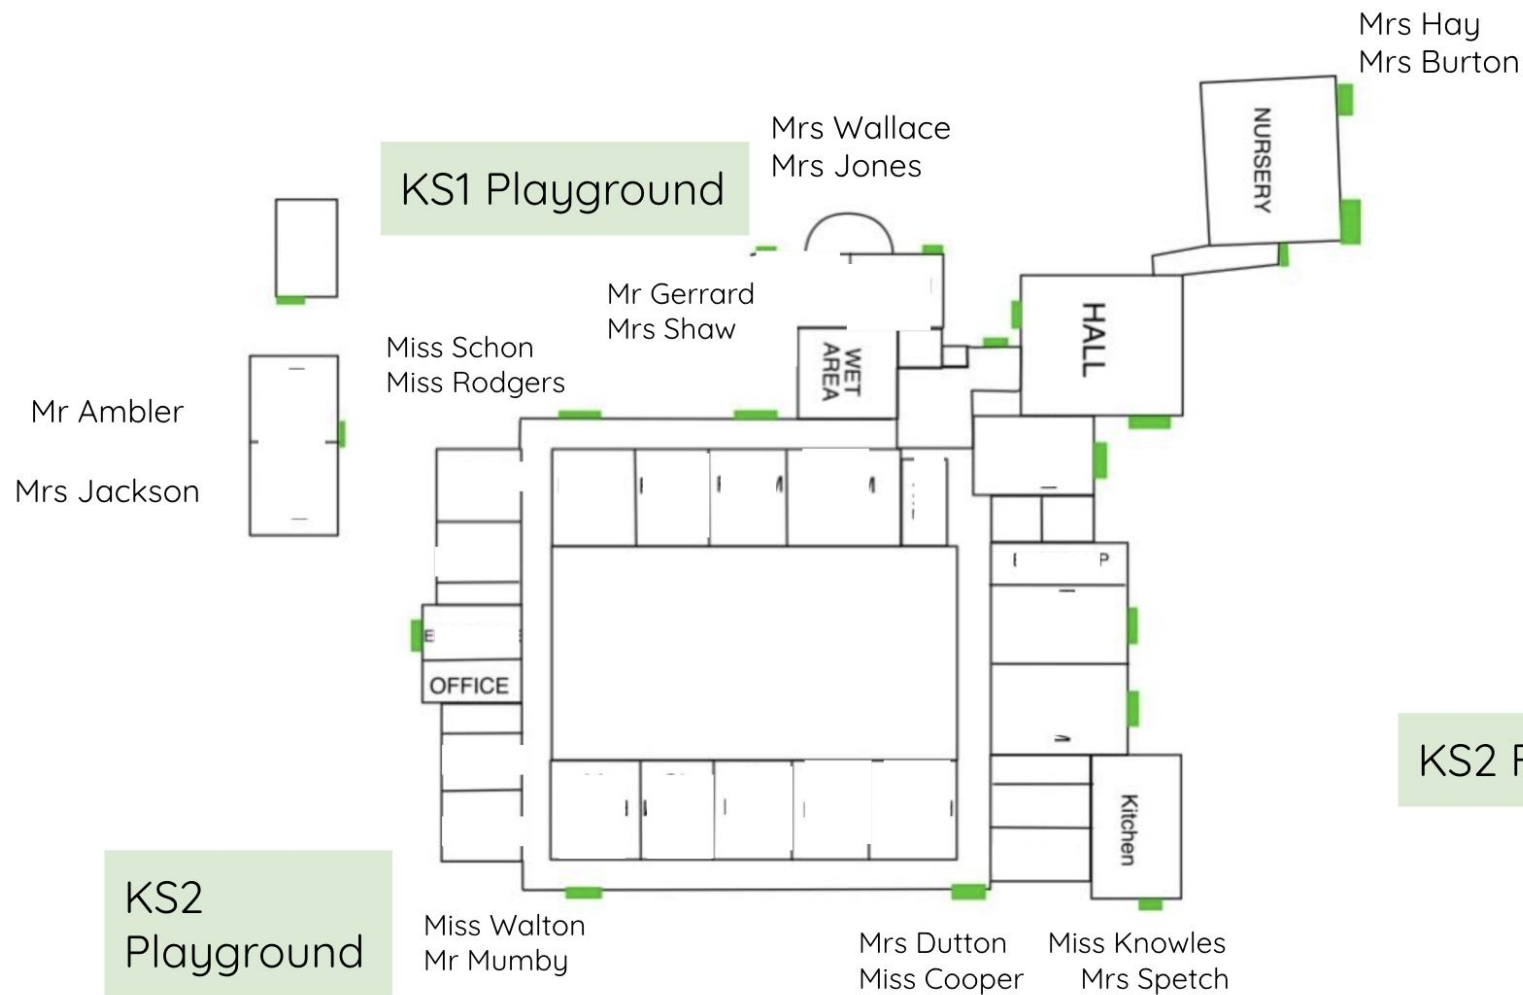 Mrs Hay
Mrs Burton
Mrs Wallace
Mrs Jones
NURSERY
KS1 Playground
Mr Gerrard
Mrs Shaw
HALL
Miss Schon
Miss Rodgers
WET
AREA
Mr Ambler
Mrs Jackson
P
E
OFFICE
KS2
Kitchen
KS2
Playground
Miss Walton
Mr Mumby
Mrs Dutton
Miss Cooper
Miss Knowles
Mrs Spetch